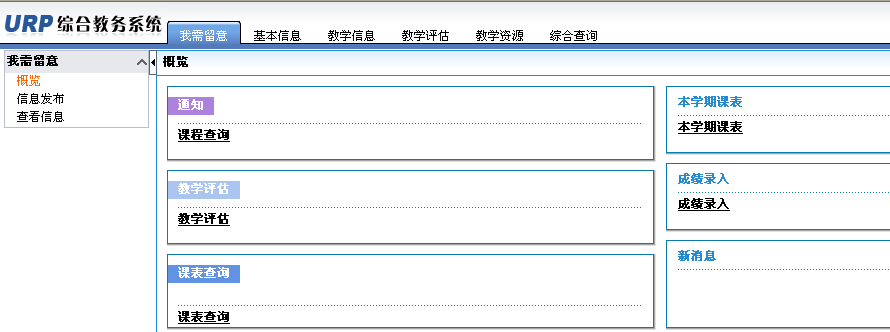 URP 综合教务系统
我需留意 基本信息 教学信息 教学评估 教学资源 综合查询
我需留意
概览
信息发布
查看信息
概览
通知
课程查询
教学评估
教学评估
课表查询
课表查询
本学期课表
本学期课表
成绩录入
成绩录入
新消息